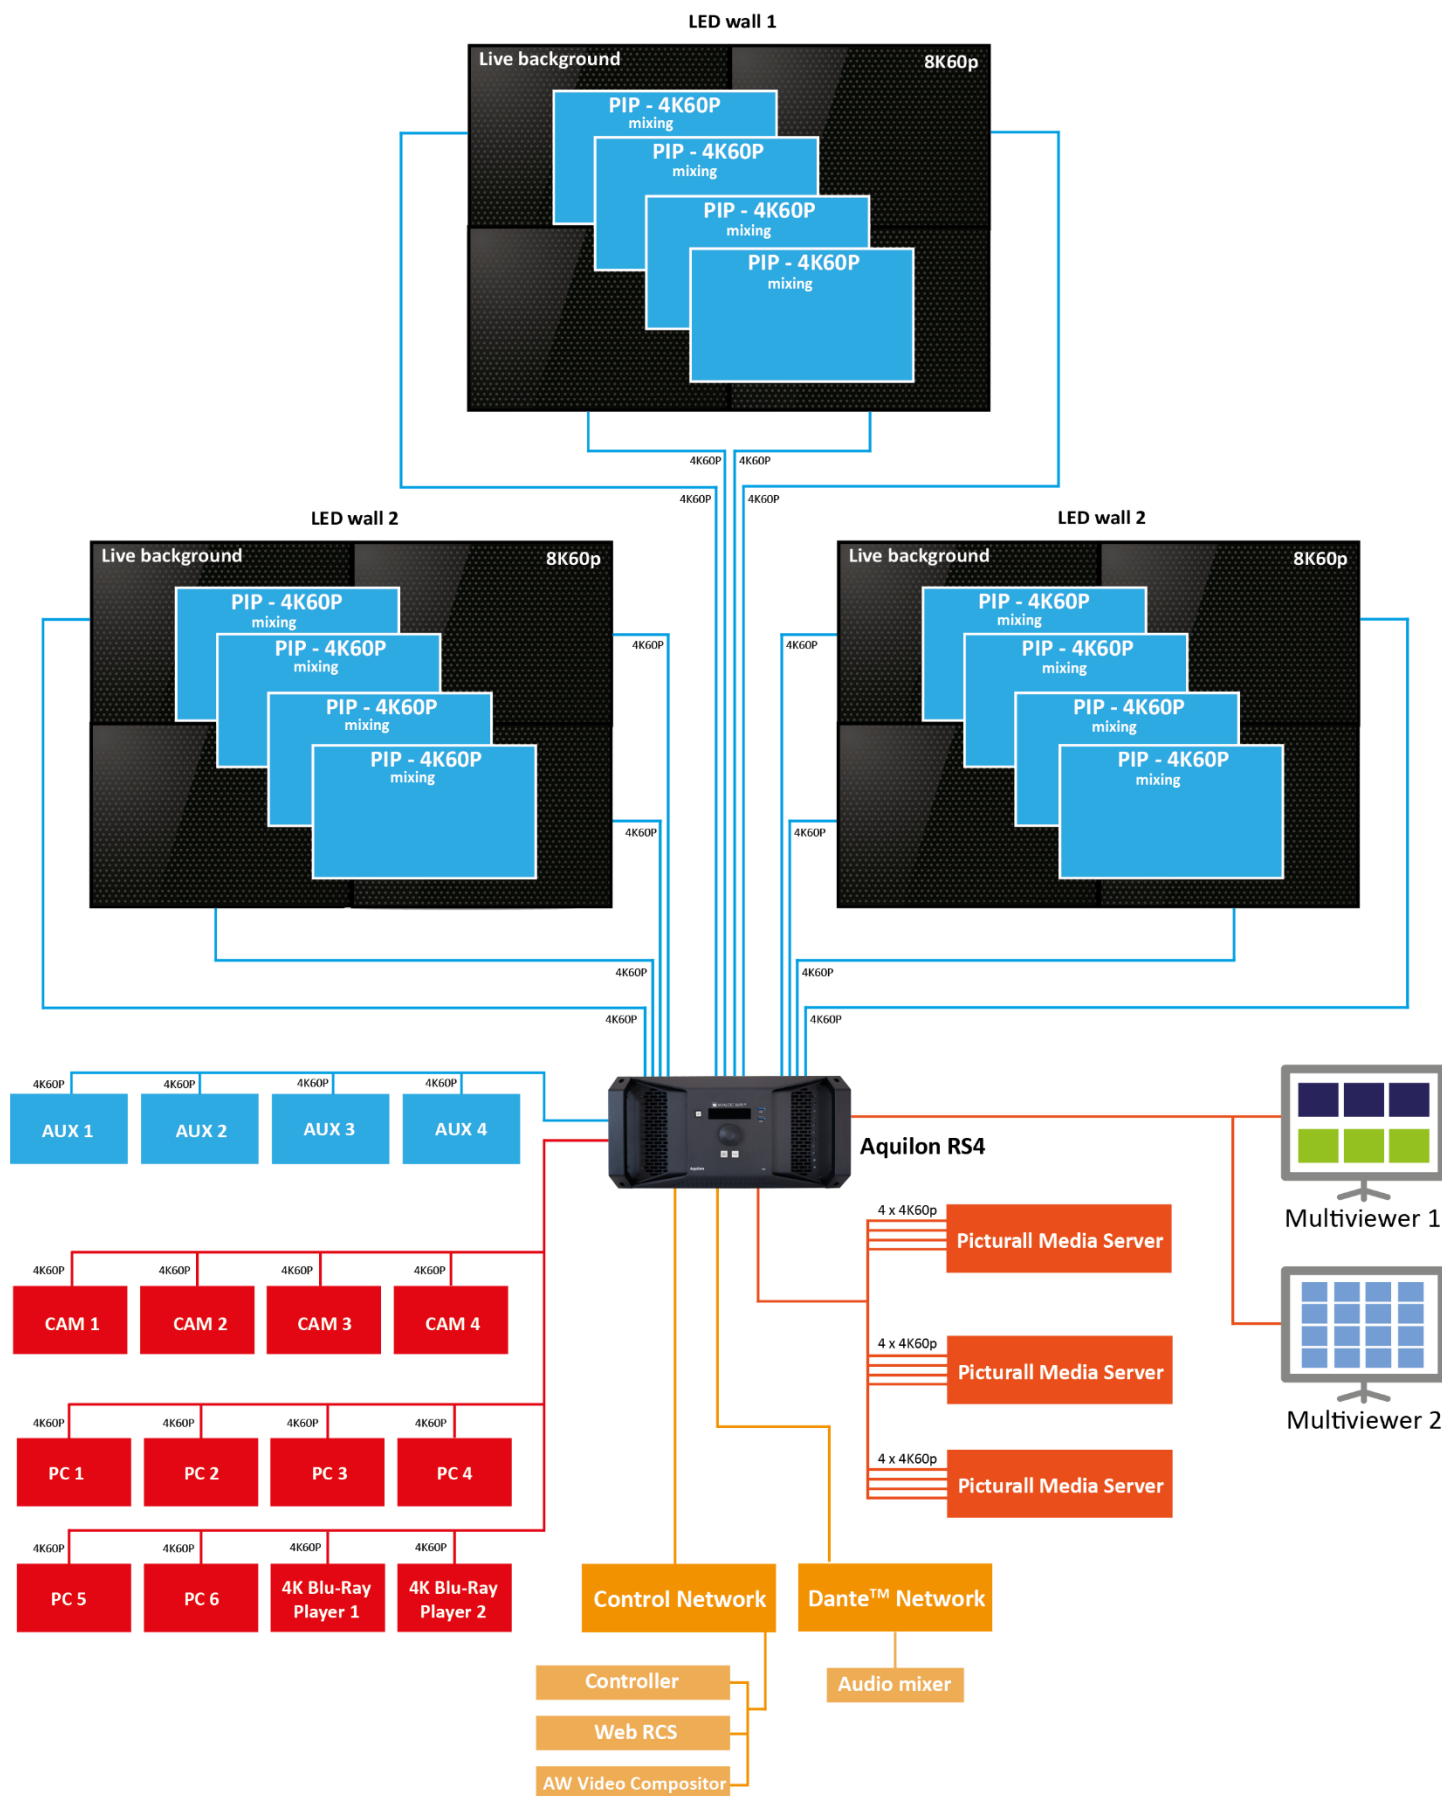 LED wall 1
Live background
8K60p
PIP - 4K60P
mixing
PIP - 4K60P
mixing
PIP - 4K60P
mixing
PIP - 4K60P
mixing
4K60P
4K60P
4K60P
4K60P
LED wall 2
Live background
8K60p
PIP - 4K60P
mixing
PIP - 4K60P
mixing
PIP - 4K60P
mixing
PIP - 4K60P
mixing
4K60P
4K60P
4K60P
4K60P
LED wall 2
Live background
8K60p
PIP - 4K60P
mixing
PIP - 4K60P
mixing
PIP - 4K60P
mixing
PIP - 4K60P
mixing
4K60P
4K60P
4K60P
4K60P
4K60P
4K60P
4K60P
4K60P
AUX 1
AUX 2
AUX 3
AUX 4
Aquilon
Aquilon RS4
Multiviewer 1
Multiviewer 2
4K60P
4K60P
4K60P
4K60P
CAM 1
CAM 2
CAM 3
CAM 4
4K60P
4K60P
4K60P
4K60P
PC 1
PC 2
PC 3
PC 4
4K60P
4K60P
4K60P
4K60P
PC 5
PC 6
4K Blu-Ray
Player 1
4K Blu-Ray
Player 2
4 x 4K60p
Picturall Media Server
4 x 4K60p
Picturall Media Server
4 x 4K60p
Picturall Media Server
Control Network
Dante™ Network
Controller
Web RCS
AW Video Compositor
Audio mixer